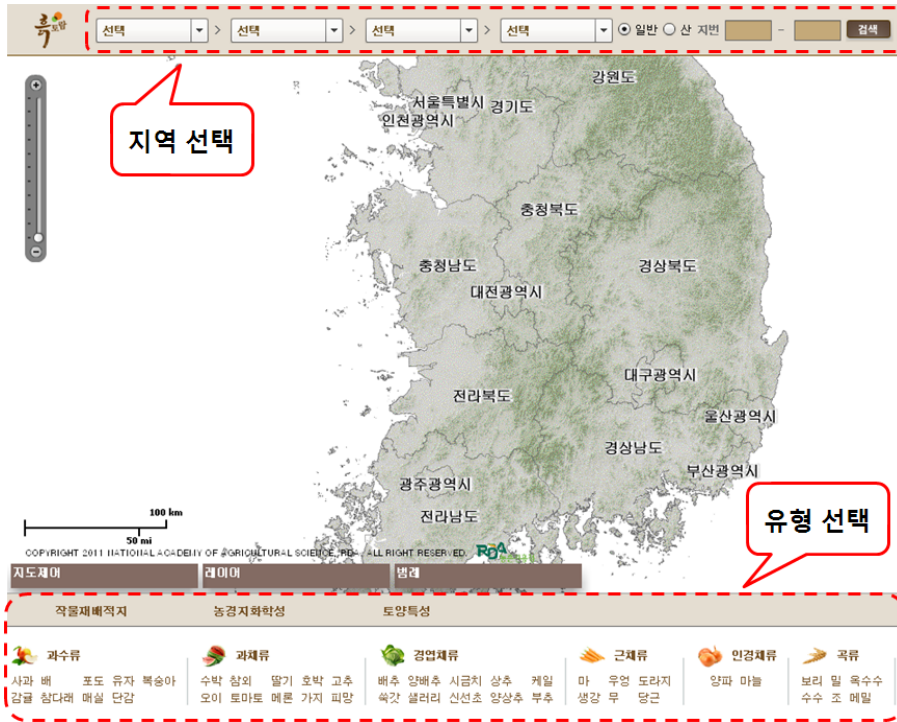 흙토람
선택 > 선택 > 선택 > 선택 일반 산 지번 - 검색
지역 선택
강원도
서울특별시 경기도
인천광역시
충청북도
충청남도
경상북도
대전광역시
대구광역시
전라북도
울산광역시
경상남도
부산광역시
광주광역시
전라남도
유형 선택
100 km
50 mi
COPYRIGHT 2011 NATIONAL ACADEMY OF AGRICULTURAL SCIENCE, RDA. ALL RIGHT RESERVED. RDA
지도제어 레이어 범례
작물재배적지 농경지화학성 토양특성
과수류 과채류 경엽채류 근채류 인경채류 곡류
사과 배 포도 유자 복숭아 수박 참외 딸기 호박 고추 배추 양배추 시금치 상추 케일 마 우엉 도라지 양파 마늘 보리 밀 옥수수
감귤 참다래 매실 단감 오이 토마토 메론 가지 피망 쑥갓 샐러리 신선초 양상추 부추 생강 무 당근 수수 조 메밀